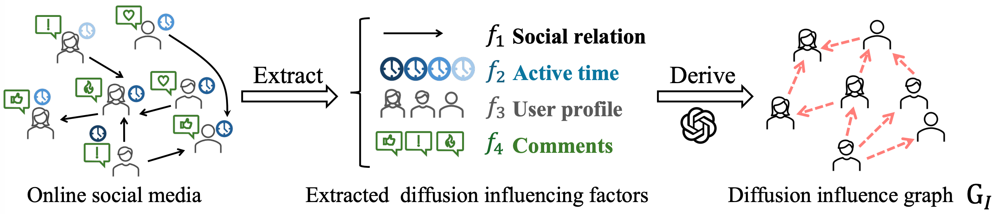 Extract
f1 Social relation
f2 Active time
f3 User profile
f4 Comments
Derive
Online social media
Extracted diffusion influencing factors
Diffusion influence graph GI